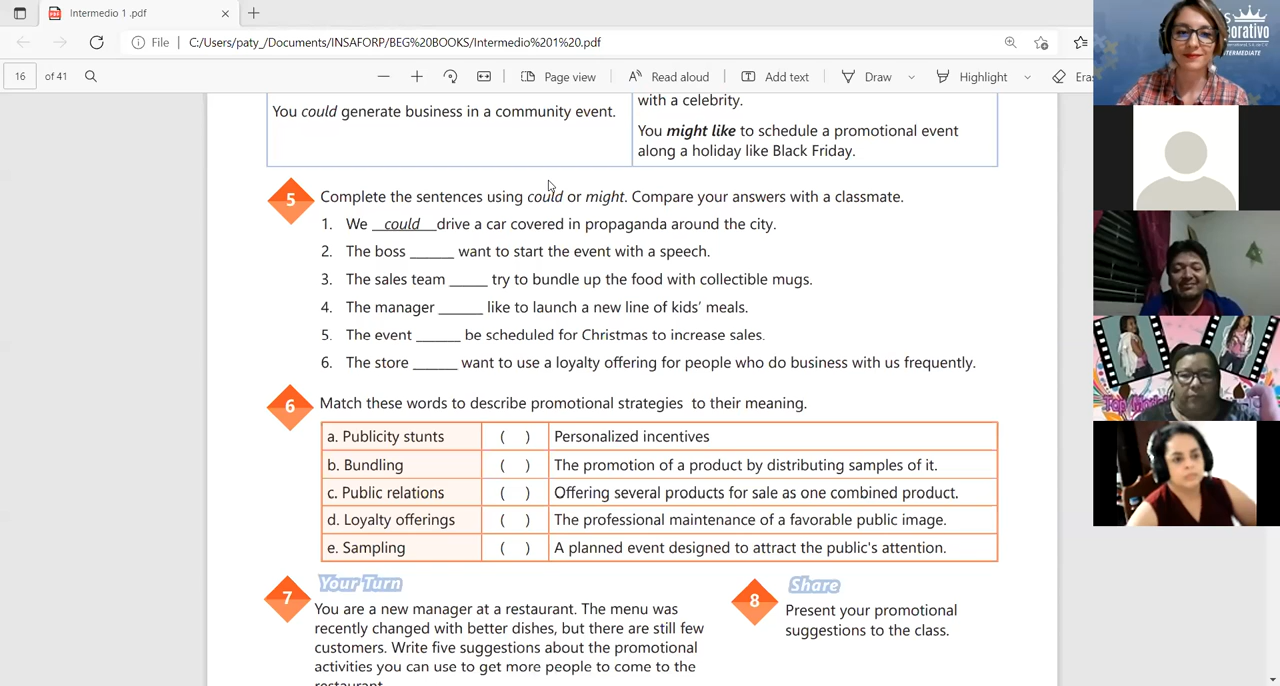 Intermedio 1 .pdf
File
C:/Users/paty_/Documents/INSAFORP/BEG%20BOOKS/Intermedio%201%20.pdf
16 of 41
Page view
Read aloud
Add text
Draw
Highlight
Eras
with a celebrity.
You could generate business in a community event.
You might like to schedule a promotional event
along a holiday like Black Friday.
5 Complete the sentences using could or might. Compare your answers with a classmate.
1. We __could__drive a car covered in propaganda around the city.
2. The boss ______ want to start the event with a speech.
3. The sales team _____ try to bundle up the food with collectible mugs.
4. The manager ______ like to launch a new line of kids' meals.
5. The event ______ be scheduled for Christmas to increase sales.
6. The store ______ want to use a loyalty offering for people who do business with us frequently.
6 Match these words to describe promotional strategies to their meaning.
a. Publicity stunts ( ) Personalized incentives
b. Bundling ( ) The promotion of a product by distributing samples of it.
c. Public relations ( ) Offering several products for sale as one combined product.
d. Loyalty offerings ( ) The professional maintenance of a favorable public image.
e. Sampling ( ) A planned event designed to attract the public's attention.
7 Your Turn
You are a new manager at a restaurant. The menu was
recently changed with better dishes, but there are still few
customers. Write five suggestions about the promotional
activities you can use to get more people to come to the
restaurant.
8 Share
Present your promotional
suggestions to the class.
orativo
TERMEDIATE
Top Model